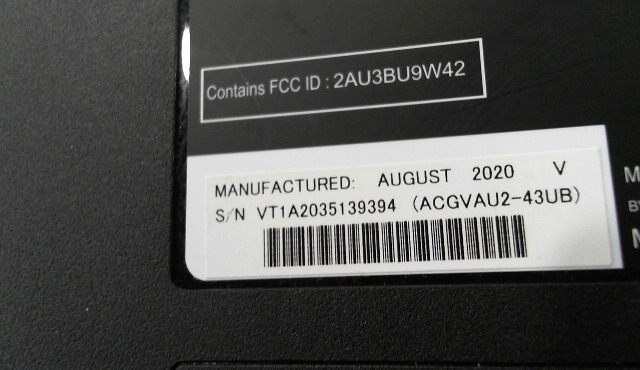 Contains FCC ID : 2AU3BU9W42
MANUFACTURED: AUGUST 2020 V
S/N VT1A2035139394 (ACGVAU2-43UB)